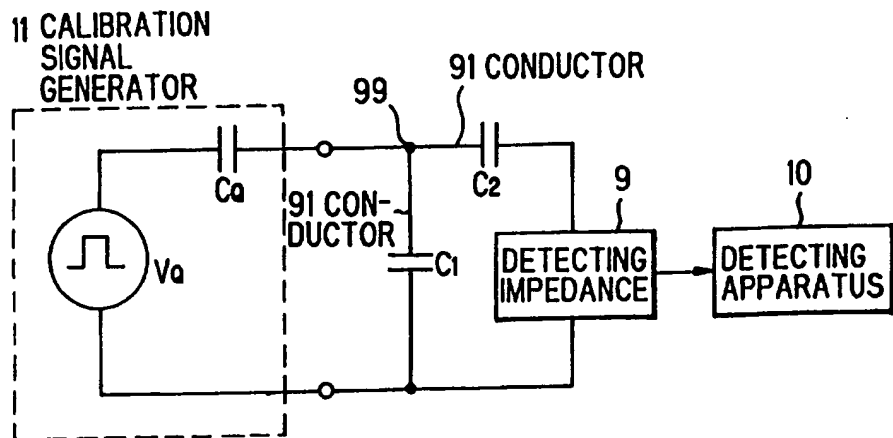 11 CALIBRATION
SIGNAL
GENERATOR
99
91 CONDUCTOR
Ca
C2
91 CON-
DUCTOR
9
10
Va
C1
DETECTING
IMPEDANCE
DETECTING
APPARATUS